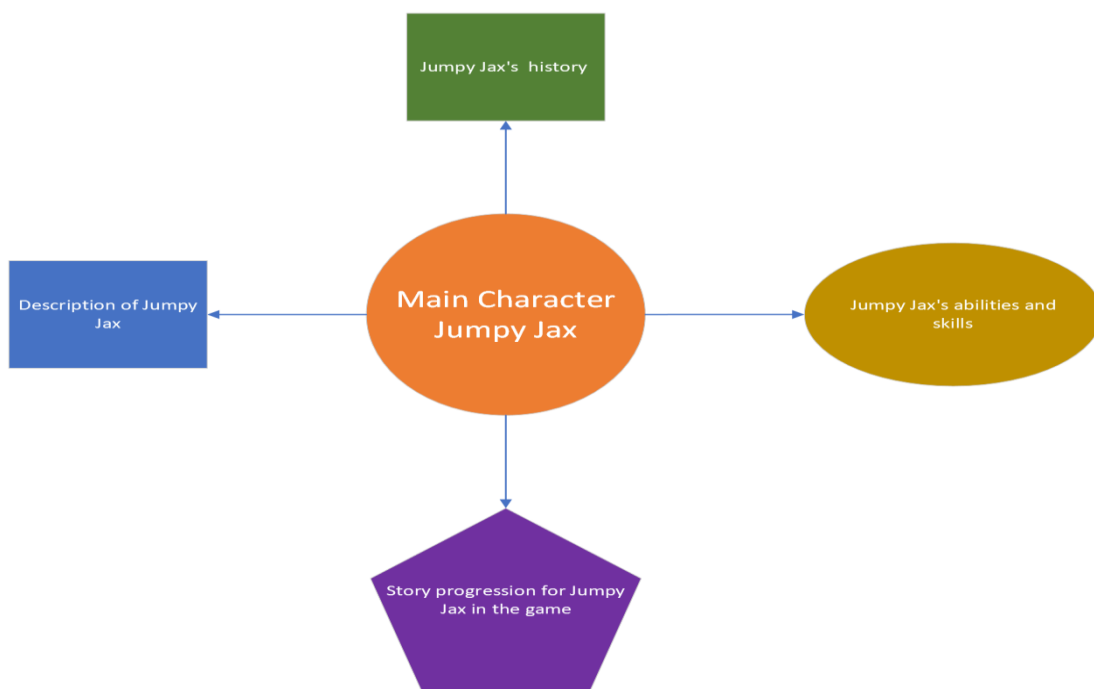 Jumpy Jax's  history
Main Character
Jumpy Jax
Description of Jumpy
Jax
Jumpy Jax's abilities and
skills
Story progression for Jumpy
Jax in the game